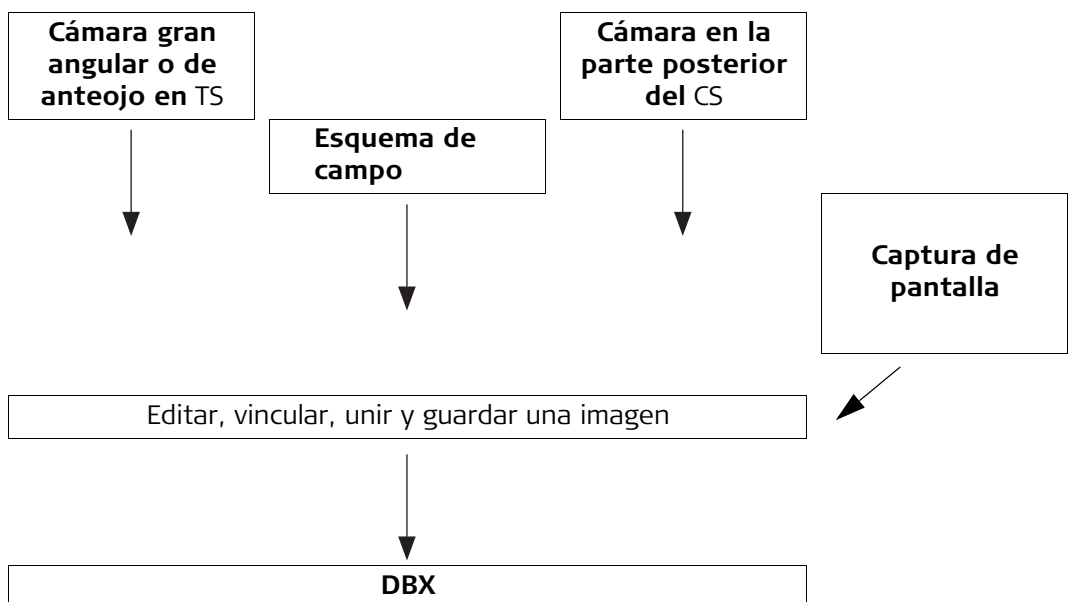 Cámara gran
angular o de
anteojo en TS
Cámara en la
parte posterior
del CS
Esquema de
campo
Captura de
pantalla
Editar, vincular, unir y guardar una imagen
DBX